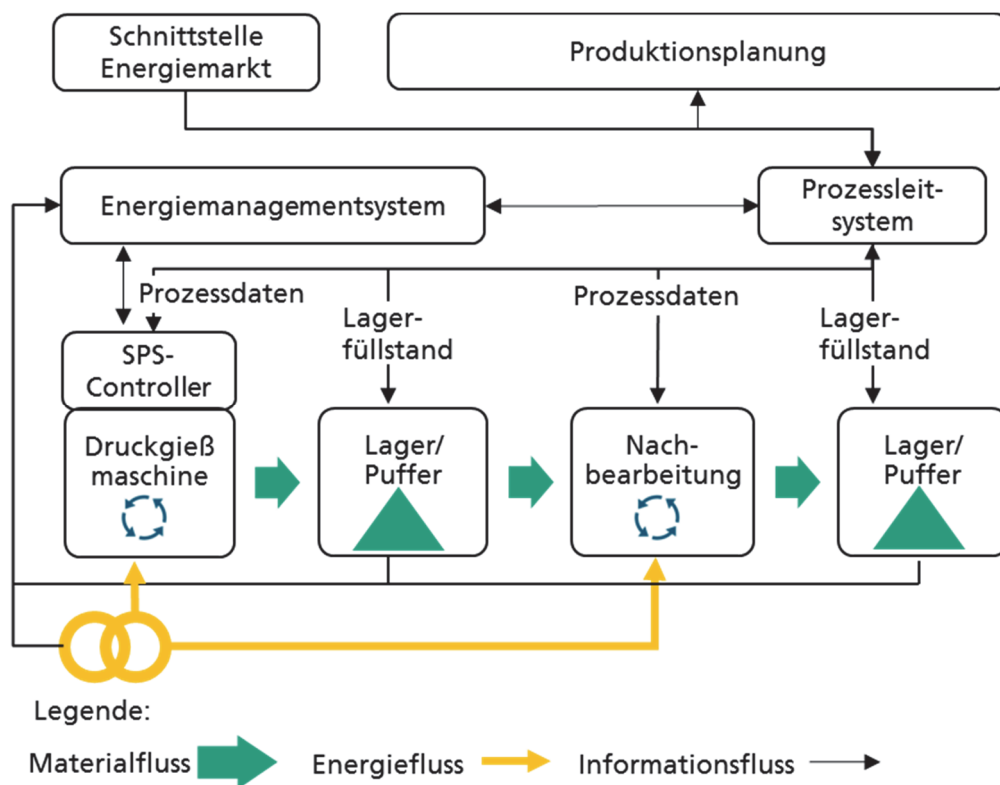 Schnittstelle
Energiemarkt
Produktionsplanung
Energiemanagementsystem
Prozessleit-
system
Prozessdaten
Lager-
füllstand
Prozessdaten
Lager-
füllstand
SPS-
Controller
Druckgieß
maschine
Lager/
Puffer
Nach-
bearbeitung
Lager/
Puffer
Legende:
Materialfluss
Energiefluss
Informationsfluss